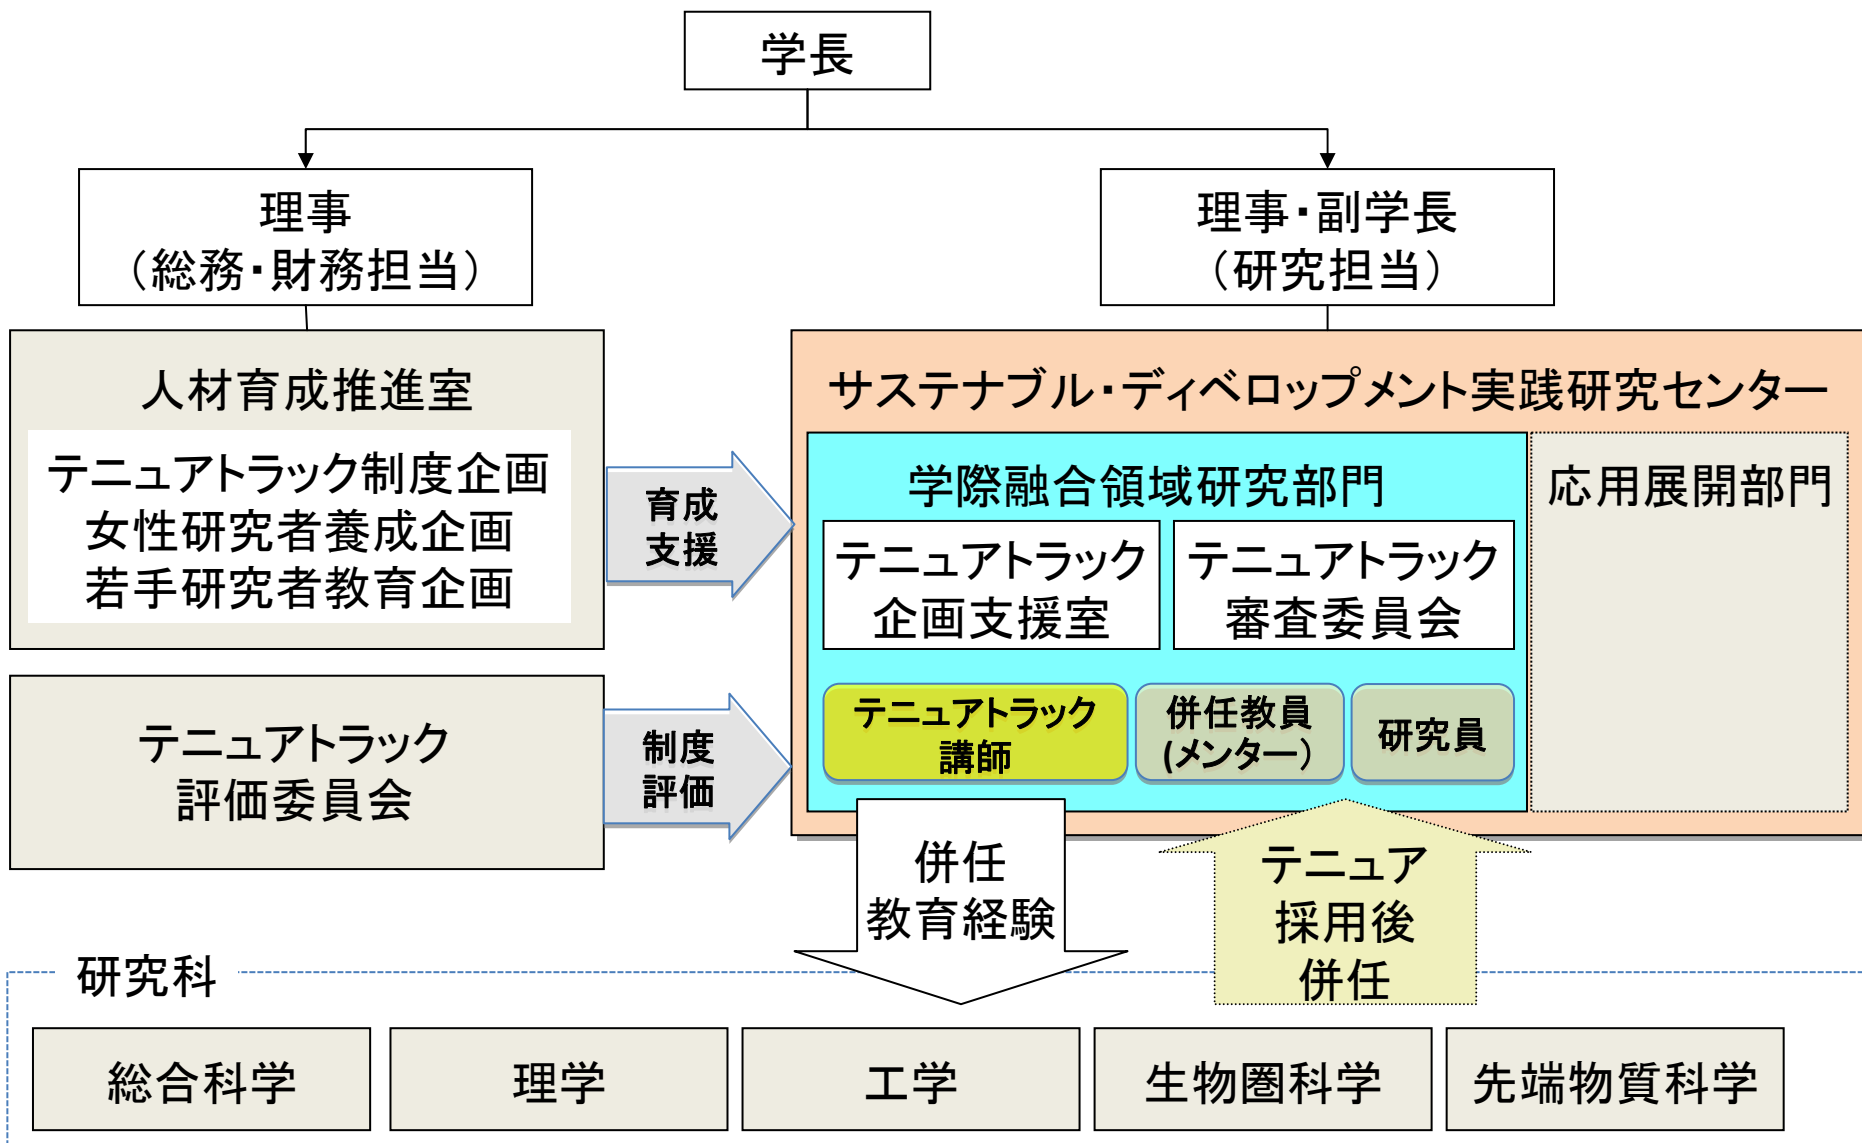 学長
理事
（総務・財務担当）
理事・副学長
（研究担当）
人材育成推進室
テニュアトラック制度企画
女性研究者養成企画
若手研究者教育企画
育成
支援
サステナブル・ディベロップメント実践研究センター
学際融合領域研究部門
テニュアトラック
企画支援室
テニュアトラック
審査委員会
テニュアトラック
講師
併任教員
(メンター）
研究員
応用展開部門
テニュアトラック
評価委員会
制度
評価
併任
教育経験
テニュア
採用後
併任
研究科
総合科学
理学
工学
生物圏科学
先端物質科学